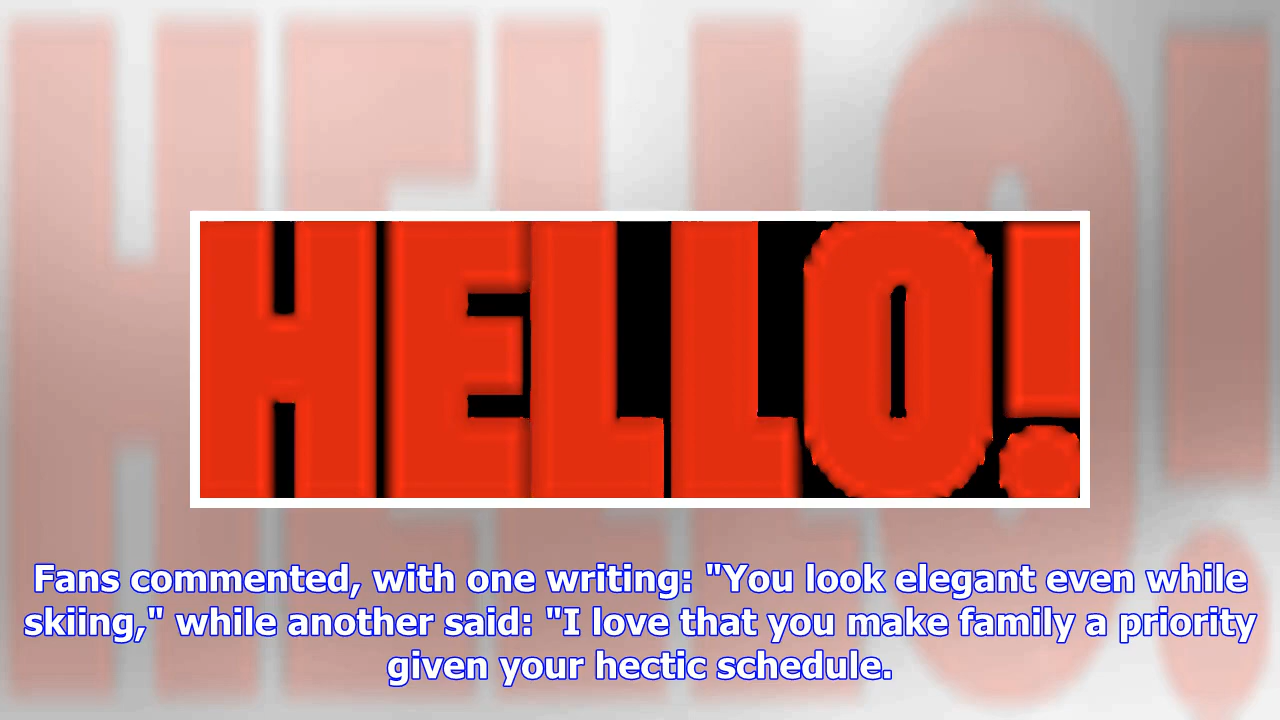 HELLO!
Fans commented, with one writing: "You look elegant even while
skiing," while another said: "I love that you make family a priority
given your hectic schedule.